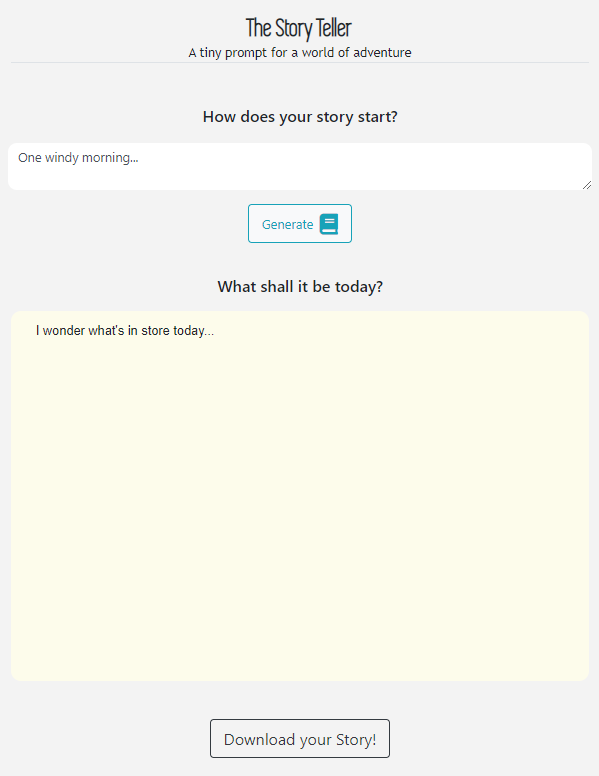 The Story Teller
A tiny prompt for a world of adventure
How does your story start?
One windy morning...
Generate
What shall it be today?
I wonder what's in store today...
Download your Story!